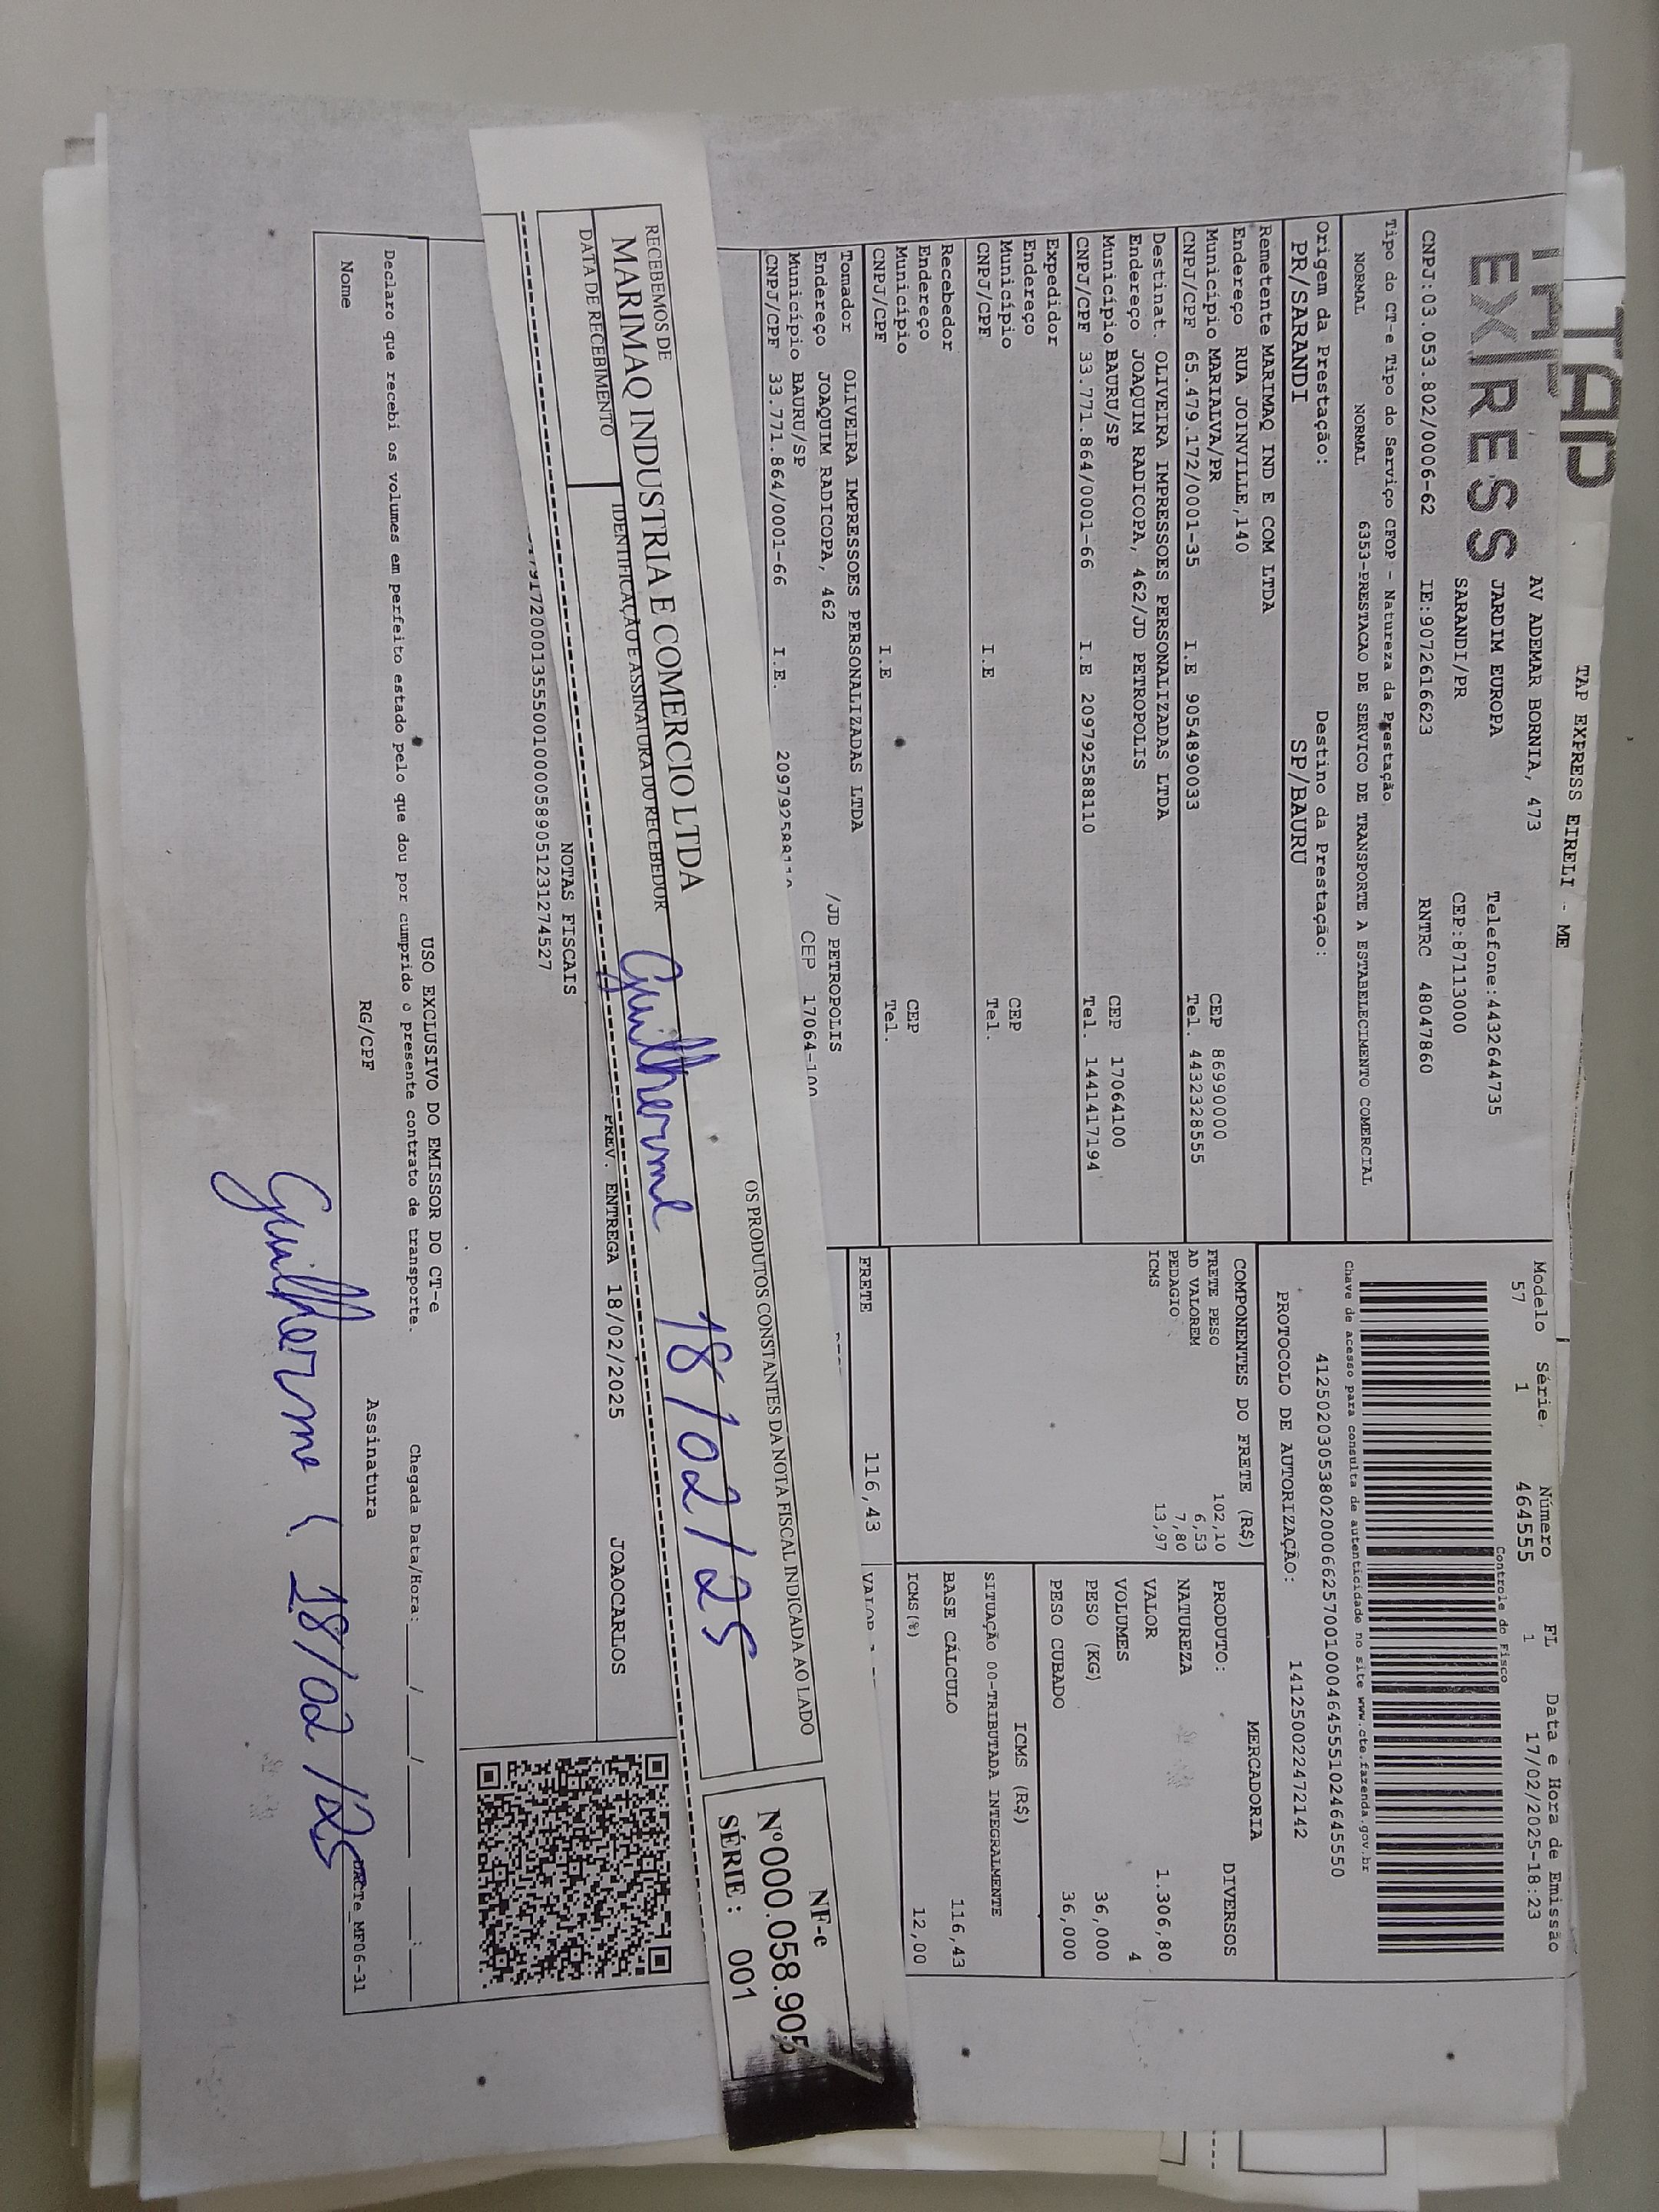 TAP
EXPRESS
TAP EXPRESS EIRELI - ME
AV ADEMAR BORNIA, 473
JARDIM EUROPA
Telefone:4432644735
SARANDI/PR
CEP:87113000
CNPJ:03.053.802/0006-62 IE:9072616623 RNTRC 48047860
Modelo Série. Número FL Data e Hora de Emissão
57 1 464555 1 17/02/2025-18:23
Controle do Fisco
Chave de acesso para consulta de autenticidade no site www.cte.fazenda.gov.br
41250203053802000662570010004645551024645550
PROTOCOLO DE AUTORIZAÇÃO: 141250022472142
Tipo do CT-e Tipo do Serviço CFOP - Natureza da Prestação
NORMAL NORMAL 6353-PRESTACAO DE SERVICO DE TRANSPORTE A ESTABELECIMENTO COMERCIAL
Origem da Prestação: Destino da Prestação:
PR/SARANDI SP/BAURU
Remetente MARIMAQ IND E COM LTDA
Endereço RUA JOINVILLE,140
Município MARIALVA/PR CEP 86990000
CNPJ/CPF 65.479.172/0001-35 I.E 9054890033 Tel. 4432328555
Destinat. OLIVEIRA IMPRESSOES PERSONALIZADAS LTDA
Endereço JOAQUIM RADICOPA, 462/JD PETROPOLIS
Município BAURU/SP CEP 17064100
CNPJ/CPF 33.771.864/0001-66 I.E 209792588110 Tel. 1441417194
Expedidor
Endereço
Município CEP
CNPJ/CPF I.E Tel.
Recebedor
Endereço
Município CEP
CNPJ/CPF I.E Tel.
Tomador OLIVEIRA IMPRESSOES PERSONALIZADAS LTDA
Endereço JOAQUIM RADICOPA, 462 /JD PETROPOLIS
Município BAURU/SP CEP 17064-100
CNPJ/CPF 33.771.864/0001-66 I.E. 209792588110
COMPONENTES DO FRETE (R$)
FRETE PESO 102,10
AD VALOREM 6,53
PEDAGIO 7,80
ICMS 13,97
MERCADORIA
PRODUTO: DIVERSOS
NATUREZA
VALOR 1.306,80
VOLUMES 4
PESO (KG) 36,000
PESO CUBADO 36,000
ICMS (R$)
SITUAÇÃO 00-TRIBUTADA INTEGRALMENTE
BASE CÁLCULO 116,43
ICMS(%) 12,00
FRETE 116,43
RECEBEMOS DE
MARIMAQ INDUSTRIA E COMERCIO LTDA
OS PRODUTOS CONSTANTES DA NOTA FISCAL INDICADA AO LADO
DATA DE RECEBIMENTO
IDENTIFICAÇÃO E ASSINATURA DO RECEBEDOR
Guilherme 18/02/25
NF-e
Nº 000.058.905
SÉRIE: 001
PREV. ENTREGA 18/02/2025 JOAOCARLOS
NOTAS FISCAIS
USO EXCLUSIVO DO EMISSOR DO CT-e
Declaro que recebi os volumes em perfeito estado pelo que dou por cumprido o presente contrato de transporte.
Chegada Data/Hora: ___/___/___ ___:___
Nome RG/CPF Assinatura
DACTe_MF06-31
Guilherme 18/02/25